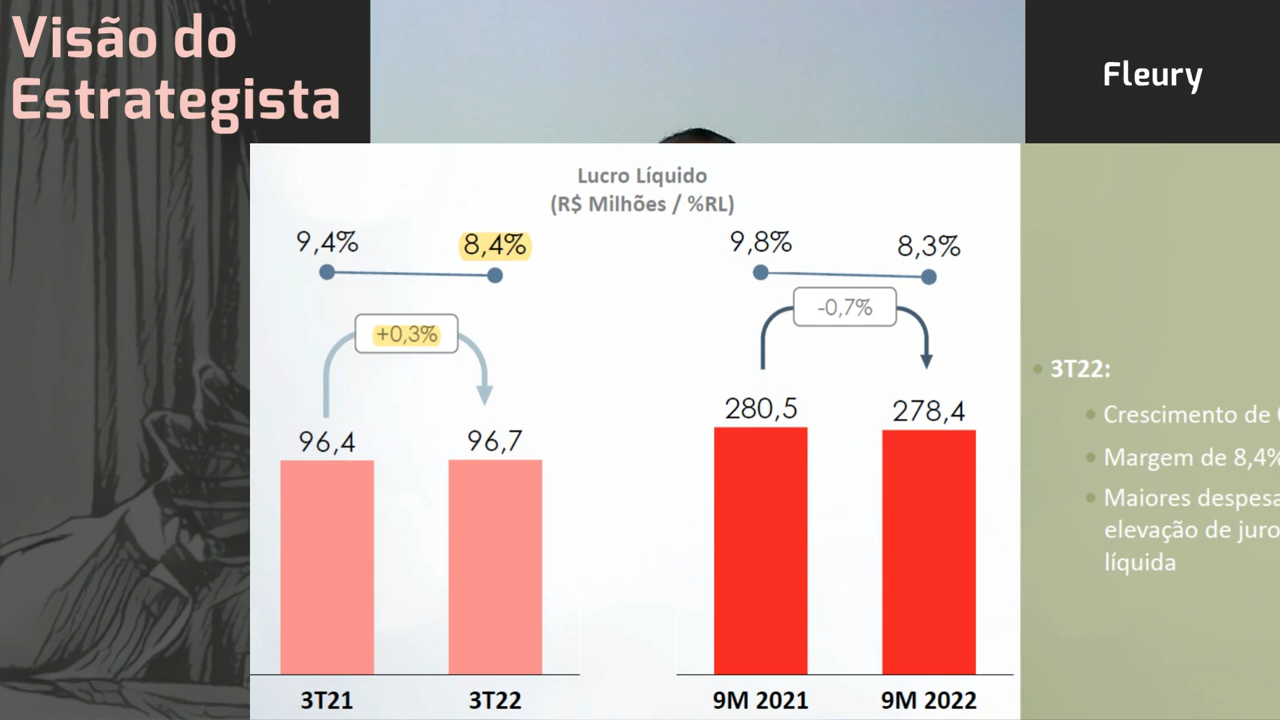 Visão do
Estrategista
Fleury
Lucro Líquido
(R$ Milhões / %RL)
9,4%
8,4%
9,8%
8,3%
+0,3%
-0,7%
96,4
96,7
280,5
278,4
3T21
3T22
9M 2021
9M 2022
3T22:
Crescimento de
Margem de 8,4%
Maiores
elevação de
líquida